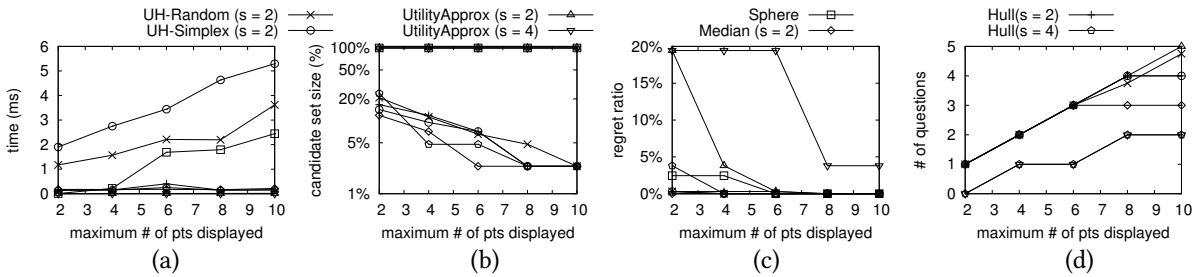 UH-Random (s = 2)
UH-Simplex (s = 2)
UtilityApprox (s = 2)
UtilityApprox (s = 4)
Sphere
Median (s = 2)
Hull(s = 2)
Hull(s = 4)
time (ms)
6
5
4
3
2
1
0
2 3 4 5 6 7 8 9 10
maximum # of pts displayed
(a)
candidate set size (%)
100%
50%
20%
5%
1%
2 3 4 5 6 7 8 9 10
maximum # of pts displayed
(b)
regret ratio
20%
15%
10%
5%
0%
2 3 4 5 6 7 8 9 10
maximum # of pts displayed
(c)
# of questions
5
4
3
2
1
0
2 3 4 5 6 7 8 9 10
maximum # of pts displayed
(d)